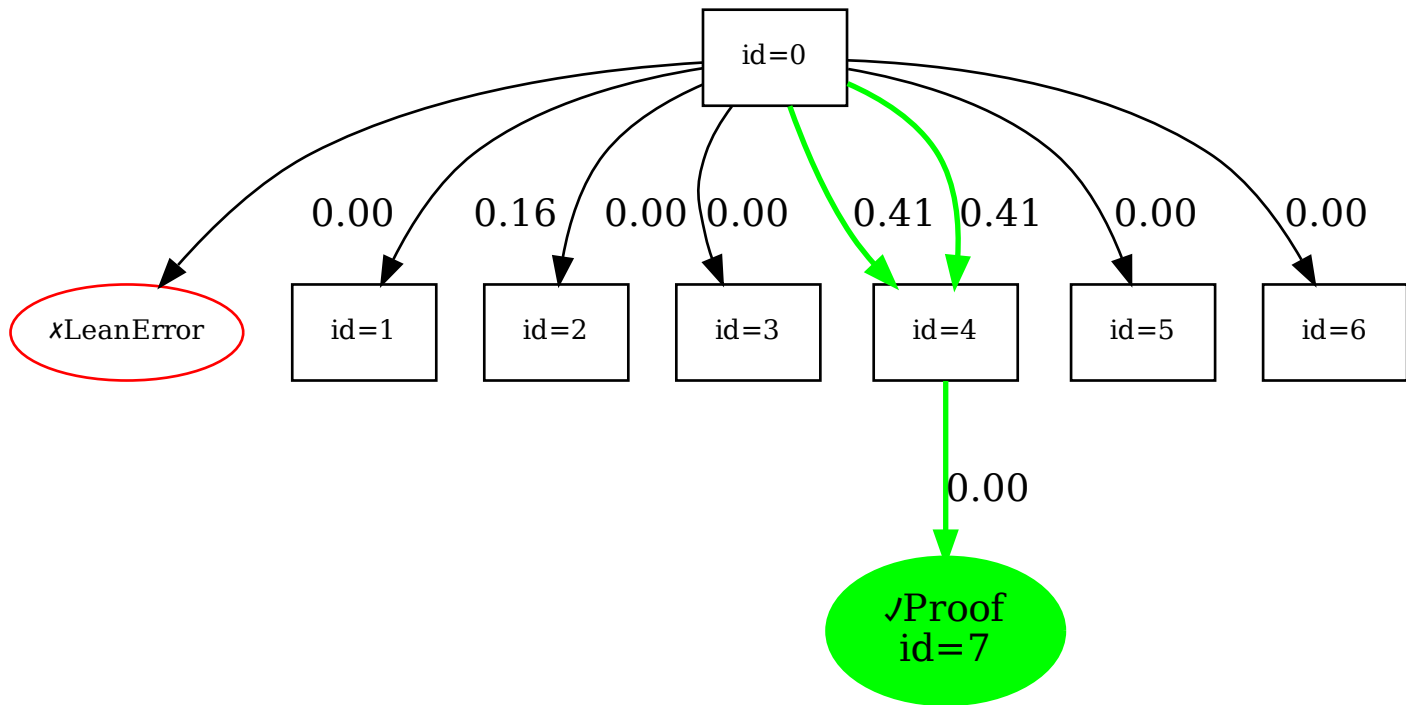 id=0
0.00
0.16
0.00
0.00
0.41
0.41
0.00
0.00
✗LeanError
id=1
id=2
id=3
id=4
id=5
id=6
0.00
✓Proof
id=7